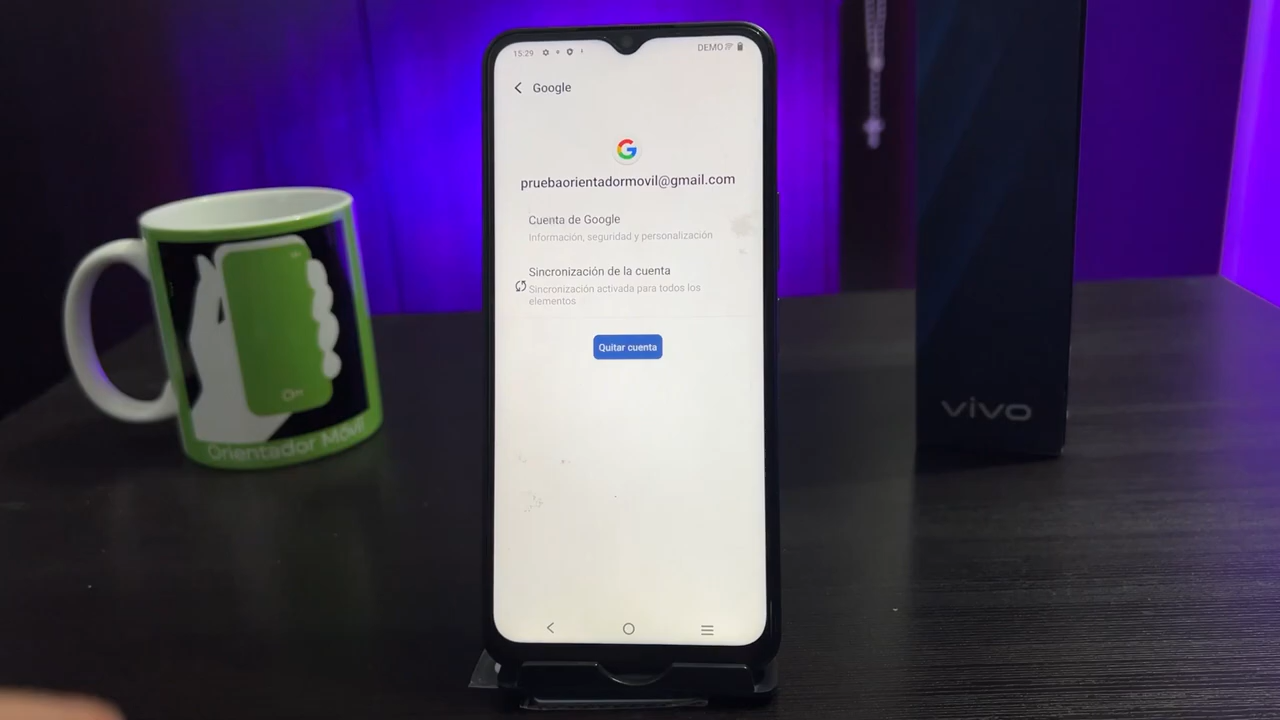 15:29
DEMO
Google
G
pruebaorientadormovil@gmail.com
Cuenta de Google
Información, seguridad y personalización
Sincronización de la cuenta
Sincronización activada para todos los
elementos
Quitar cuenta
Orientador Móvil
vivo